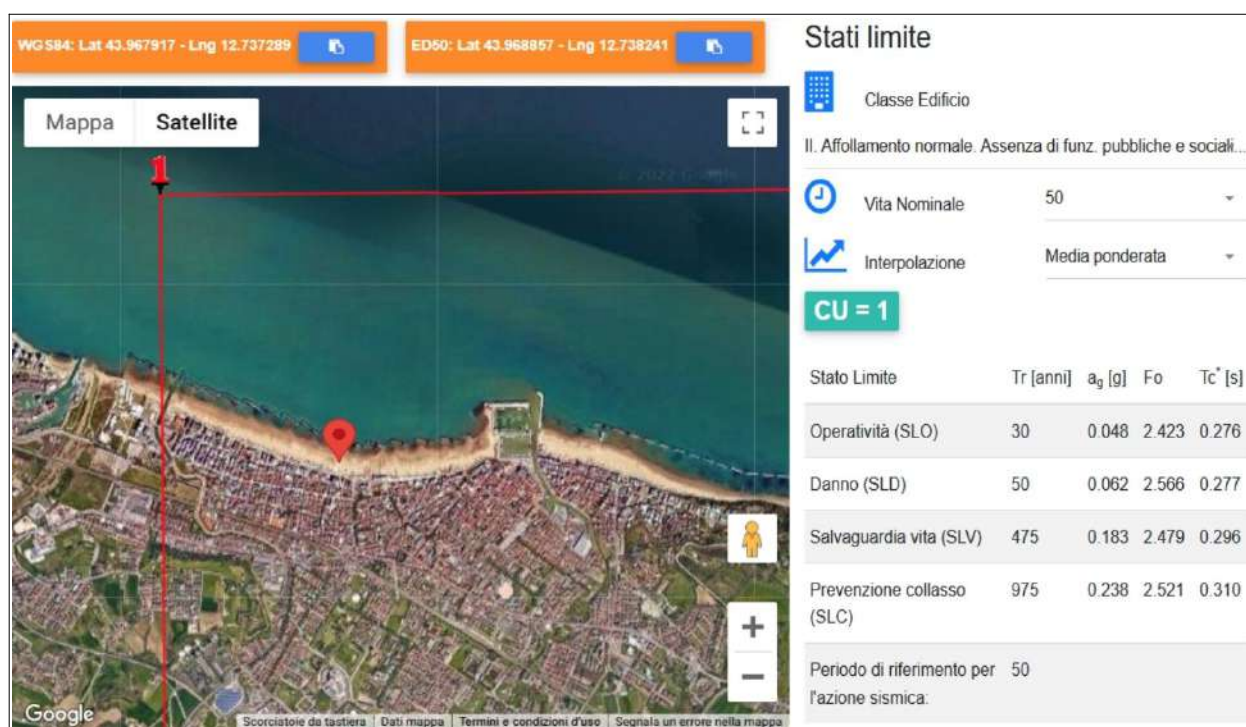 WGS84: Lat 43.967917 - Lng 12.737289
ED50: Lat 43.968857 - Lng 12.738241
Mappa
Satellite
1
© 2022 Google
Google
Scorciatoie da tastiera
Dati mappa
Termini e condizioni d'uso
Segnala un errore nella mappa
Stati limite
Classe Edificio
II. Affollamento normale. Assenza di funz. pubbliche e sociali...
Vita Nominale 50
Interpolazione Media ponderata
CU = 1
Stato Limite Tr [anni] ag [g] Fo Tc* [s]
Operatività (SLO) 30 0.048 2.423 0.276
Danno (SLD) 50 0.062 2.566 0.277
Salvaguardia vita (SLV) 475 0.183 2.479 0.296
Prevenzione collasso 975 0.238 2.521 0.310
(SLC)
Periodo di riferimento per 50
l'azione sismica: